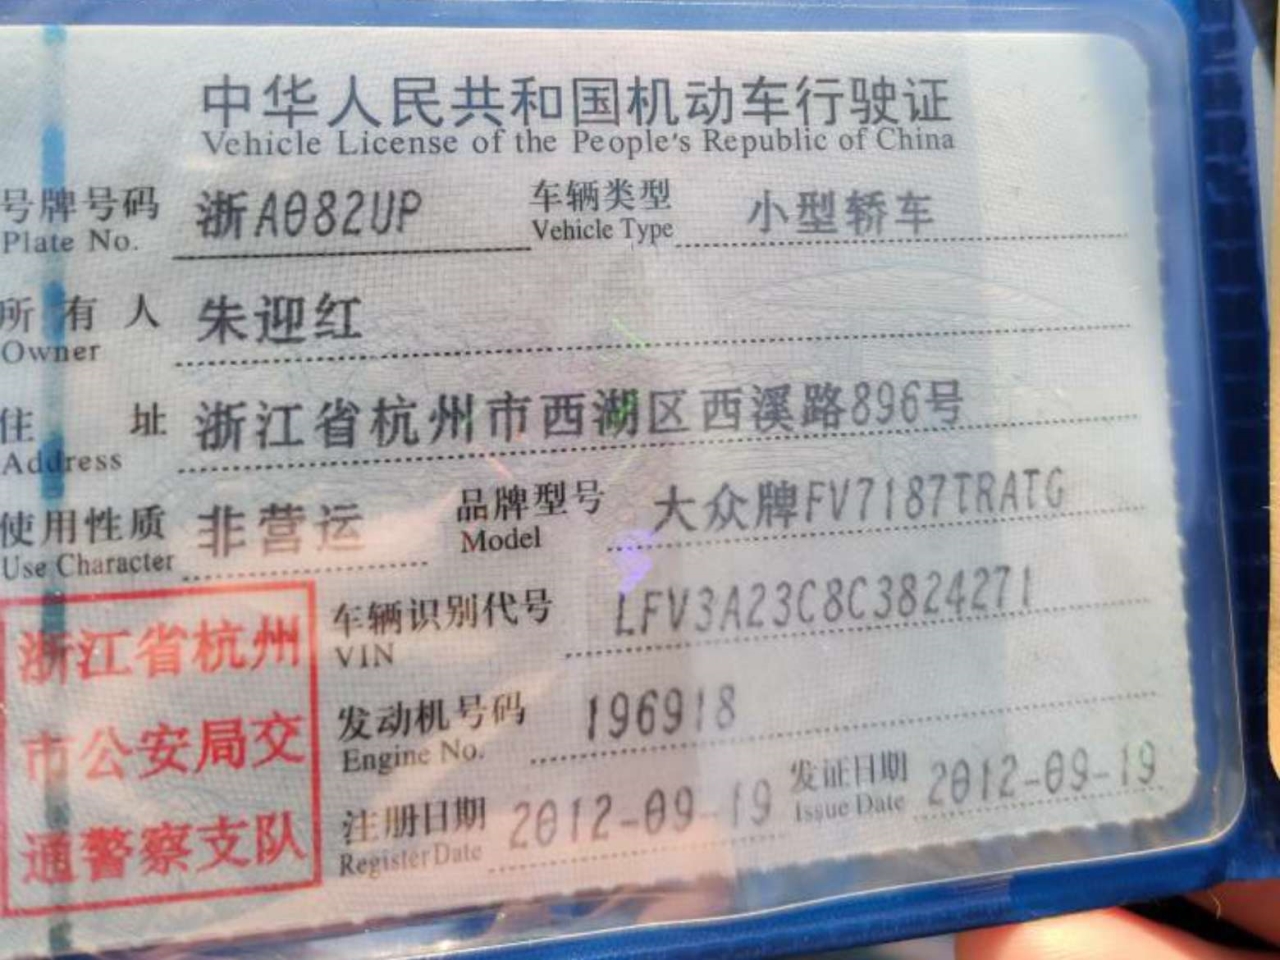 中华人民共和国机动车行驶证
Vehicle License of the People's Republic of China
号牌号码 浙A082UP 车辆类型 小型轿车
Plate No. Vehicle Type
所有人 朱迎红
Owner
住址 浙江省杭州市西湖区西溪路896号
Address
使用性质 非营运 品牌型号 大众牌FV7187TRATG
Use Character Model
车辆识别代号 LFV3A23C8C3824271
VIN
发动机号码 196918
Engine No.
注册日期 2012-09-19 发证日期 2012-09-19
Register Date Issue Date
浙江省杭州
市公安局交
通警察支队